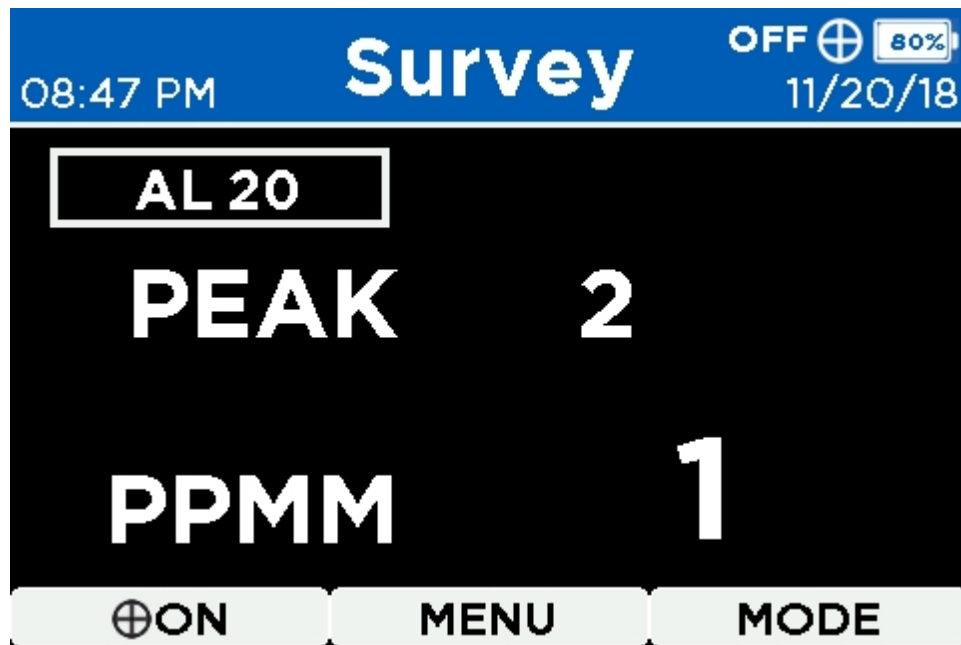 OFF 80%
08:47 PM Survey 11/20/18
AL 20
PEAK 2
PPMM 1
ON MENU MODE